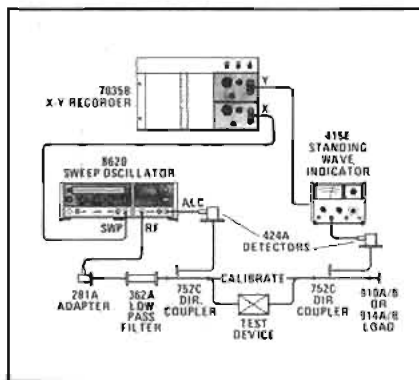 7035B
X-Y RECORDER
Y
X
8620
SWEEP OSCILLATOR
ALC
SWP
RF
415E
STANDING
WAVE
INDICATOR
424A
DETECTORS
CALIBRATE
281A
ADAPTER
362A
LOW
PASS
FILTER
752C
DIR.
COUPLER
TEST
DEVICE
752C
DIR
COUPLER
910A/B
OR
914A/B
LOAD